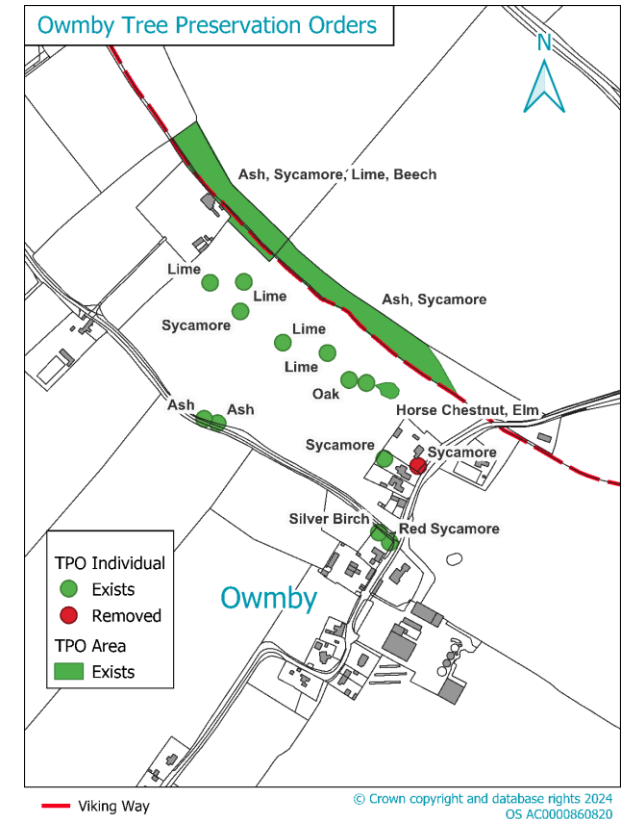 Owmby Tree Preservation Orders
N
Ash, Sycamore, Lime, Beech
Lime
Lime
Ash, Sycamore
Sycamore
Lime
Lime
Oak
Ash
Ash
Horse Chestnut, Elm
Sycamore
Sycamore
Silver Birch
Red Sycamore
Owmby
TPO Individual
Exists
Removed
TPO Area
Exists
Viking Way
© Crown copyright and database rights 2024
OS AC0000860820